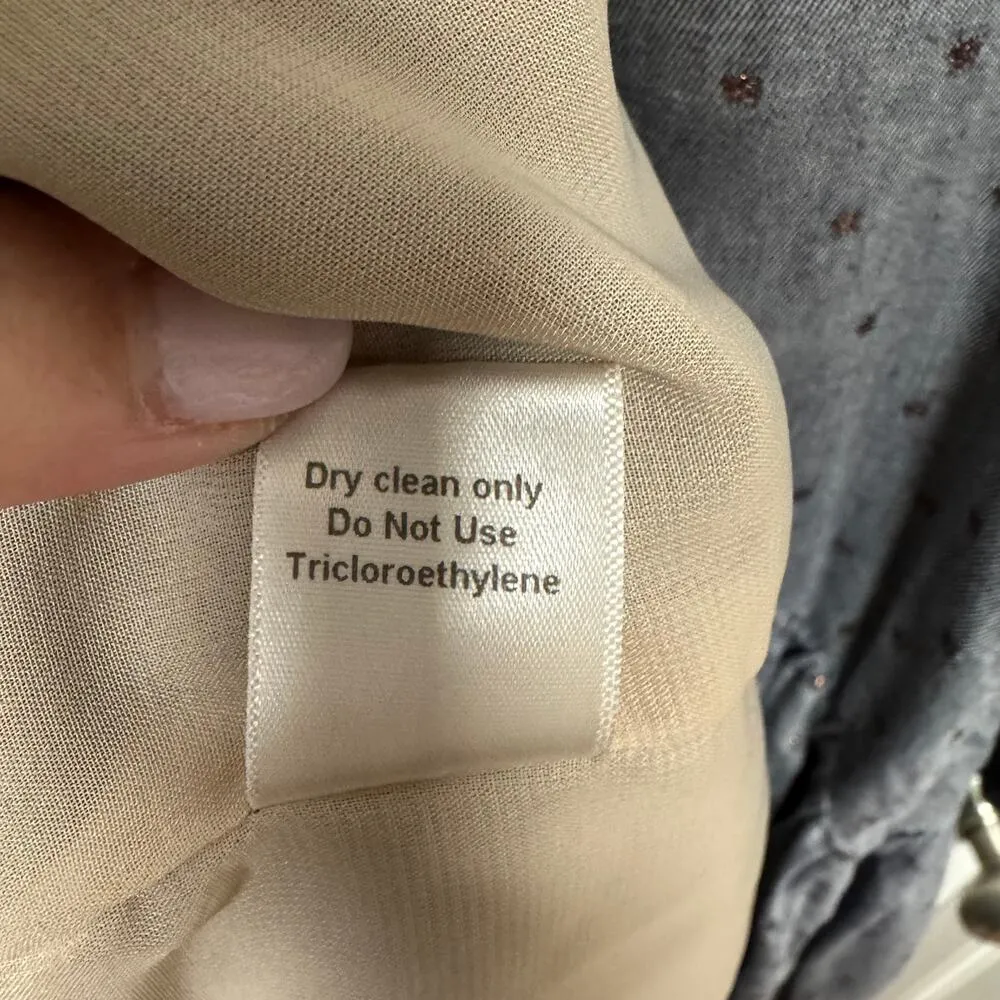 Dry clean only
Do Not Use
Tricloroethylene